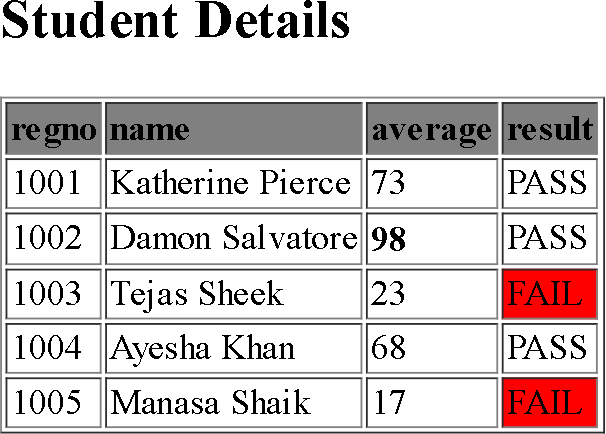 Student Details
regno name average result
1001 Katherine Pierce 73 PASS
1002 Damon Salvatore 98 PASS
1003 Tejas Sheek 23 FAIL
1004 Ayesha Khan 68 PASS
1005 Manasa Shaik 17 FAIL